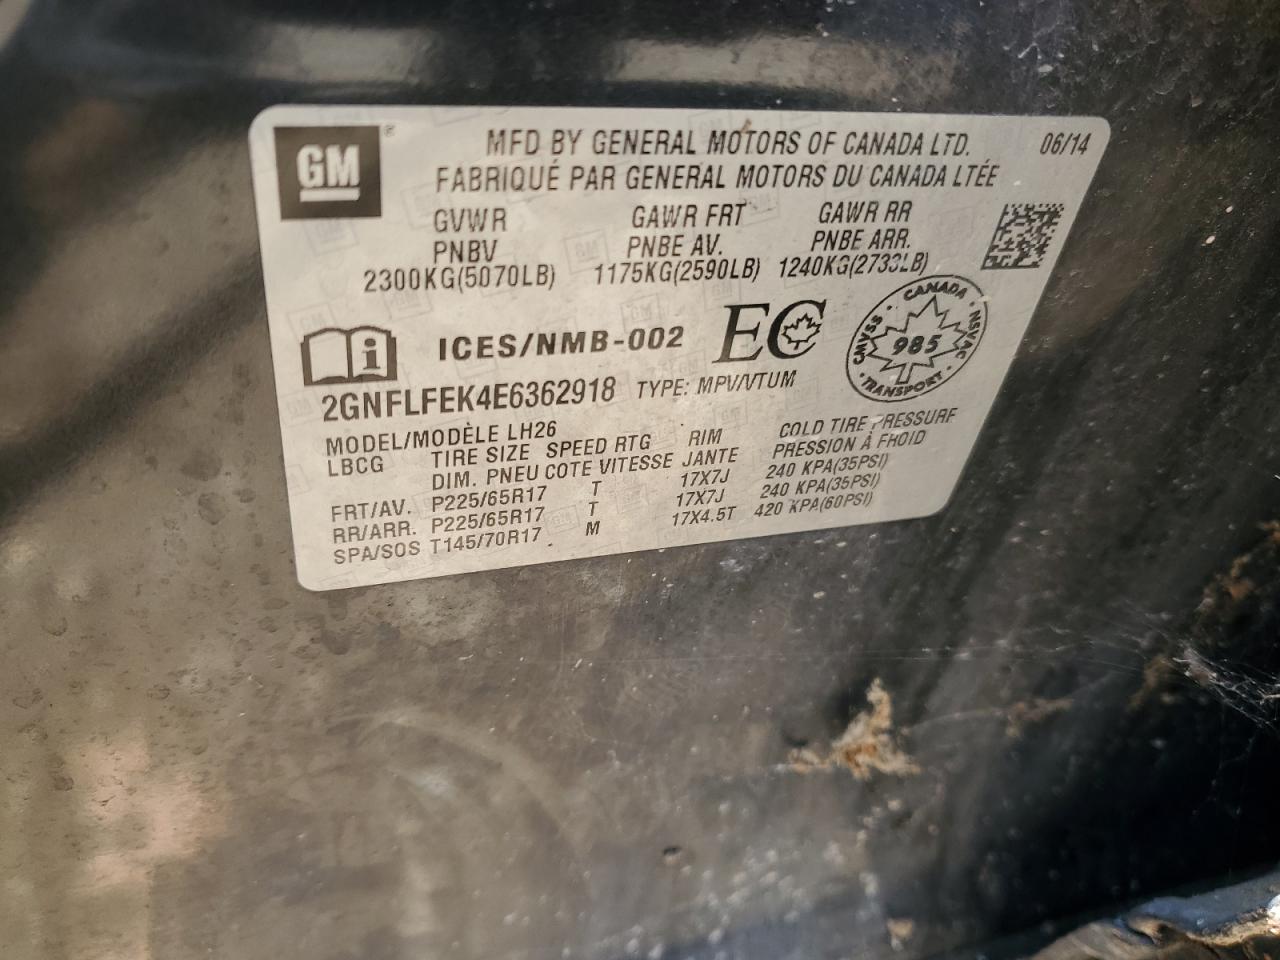 GM
MFD BY GENERAL MOTORS OF CANADA LTD. 06/14
FABRIQUÉ PAR GENERAL MOTORS DU CANADA LTÉE
GVWR GAWR FRT GAWR RR
PNBV PNBE AV. PNBE ARR.
2300KG(5070LB) 1175KG(2590LB) 1240KG(2733LB)
ICES/NMB-002 EC
CANADA
CMVSS 985 NSVAC
TRANSPORT
2GNFLFEK4E6362918 TYPE: MPV/VTUM
MODEL/MODÈLE LH26
LBCG TIRE SIZE SPEED RTG RIM COLD TIRE PRESSURE
DIM. PNEU COTE VITESSE JANTE PRESSION À FROID
FRT/AV. P225/65R17 T 17X7J 240 KPA(35PSI)
RR/ARR. P225/65R17 T 17X7J 240 KPA(35PSI)
SPA/SOS T145/70R17 M 17X4.5T 420 KPA(60PSI)